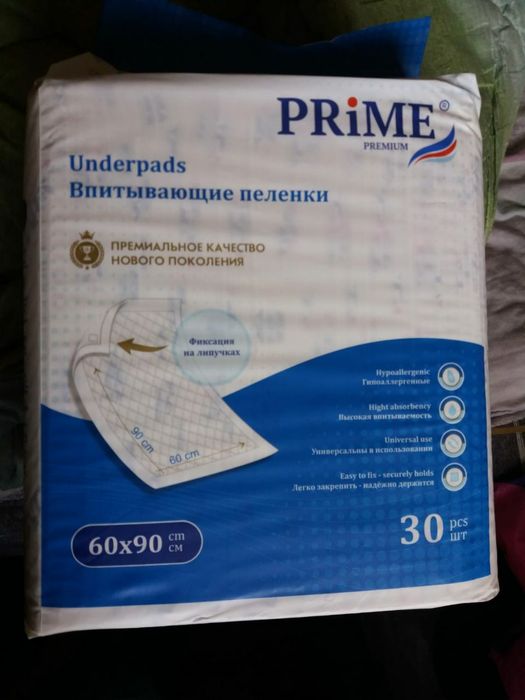 PRiME®
PREMIUM
Underpads
Впитывающие пеленки
ПРЕМИАЛЬНОЕ КАЧЕСТВО
НОВОГО ПОКОЛЕНИЯ
Фиксация
на липучках
90 cm
60 cm
Hypoallergenic
Гипоаллергенные
Hight absorbency
Высокая впитываемость
Universal use
Универсальны в использовании
Easy to fix - securely holds
Легко закрепить - надёжно держится
60x90 cm
см
30 pcs
шт